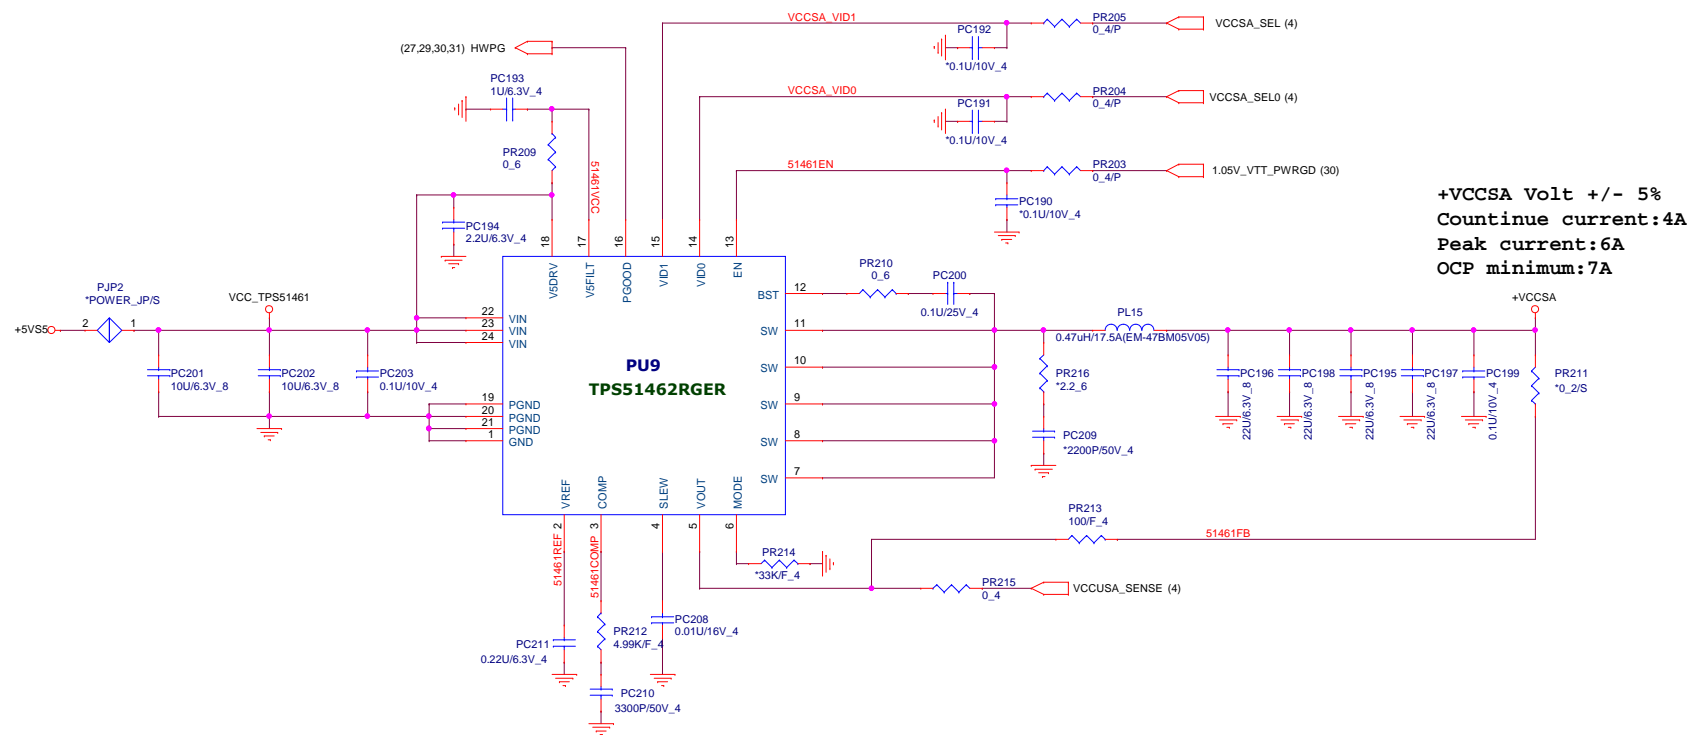 VCCSA_VID1
PR205
0_4/P
VCCSA_SEL (4)
PC192
*0.1U/10V_4
(27,29,30,31) HWPG
PC193
1U/6.3V_4
VCCSA_VID0
PR204
0_4/P
VCCSA_SEL0 (4)
PC191
*0.1U/10V_4
PR209
0_6
51461VCC
51461EN
PR203
0_4/P
1.05V_VTT_PWRGD (30)
PC190
*0.1U/10V_4
+VCCSA Volt +/- 5%
Countinue current:4A
Peak current:6A
OCP minimum:7A
PC194
2.2U/6.3V_4
18
17
16
15
14
13
V5DRV
V5FILT
PGOOD
VID1
VID0
EN
PJP2
*POWER_JP/S
VCC_TPS51461
+5VS5
2
1
22
23
24
VIN
VIN
VIN
PC201
10U/6.3V_8
PC202
10U/6.3V_8
PC203
0.1U/10V_4
19
20
21
1
PGND
PGND
PGND
GND
PU9
TPS51462RGER
BST
12
PR210
0_6
PC200
0.1U/25V_4
SW
11
SW
10
SW
9
SW
8
SW
7
PL15
0.47uH/17.5A(EM-47BM05V05)
+VCCSA
PR216
*2.2_6
PC209
*2200P/50V_4
PC196
22U/6.3V_8
PC198
22U/6.3V_8
PC195
22U/6.3V_8
PC197
22U/6.3V_8
PC199
0.1U/10V_4
PR211
*0_2/S
VREF
COMP
SLEW
VOUT
MODE
2
3
4
5
6
51461REF
51461COMP
PR213
100/F_4
51461FB
PR214
*33K/F_4
PR215
0_4
VCCUSA_SENSE (4)
PC208
0.01U/16V_4
PR212
4.99K/F_4
PC211
0.22U/6.3V_4
PC210
3300P/50V_4